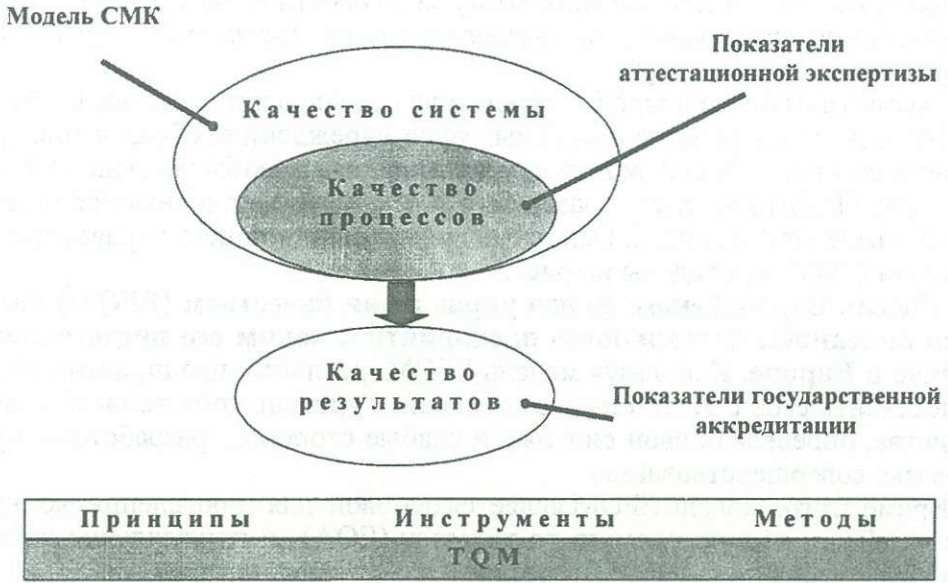 Модель СМК
Показатели
аттестационной экспертизы
Качество системы
Качество
процессов
Качество
результатов
Показатели государственной
аккредитации
Принципы Инструменты Методы
TQM